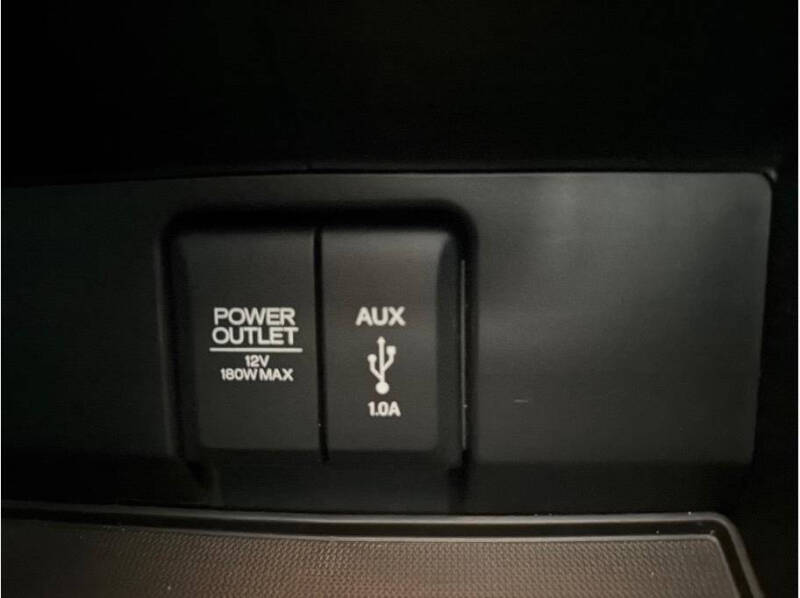 POWER
OUTLET
12V
180W MAX
AUX
1.0A